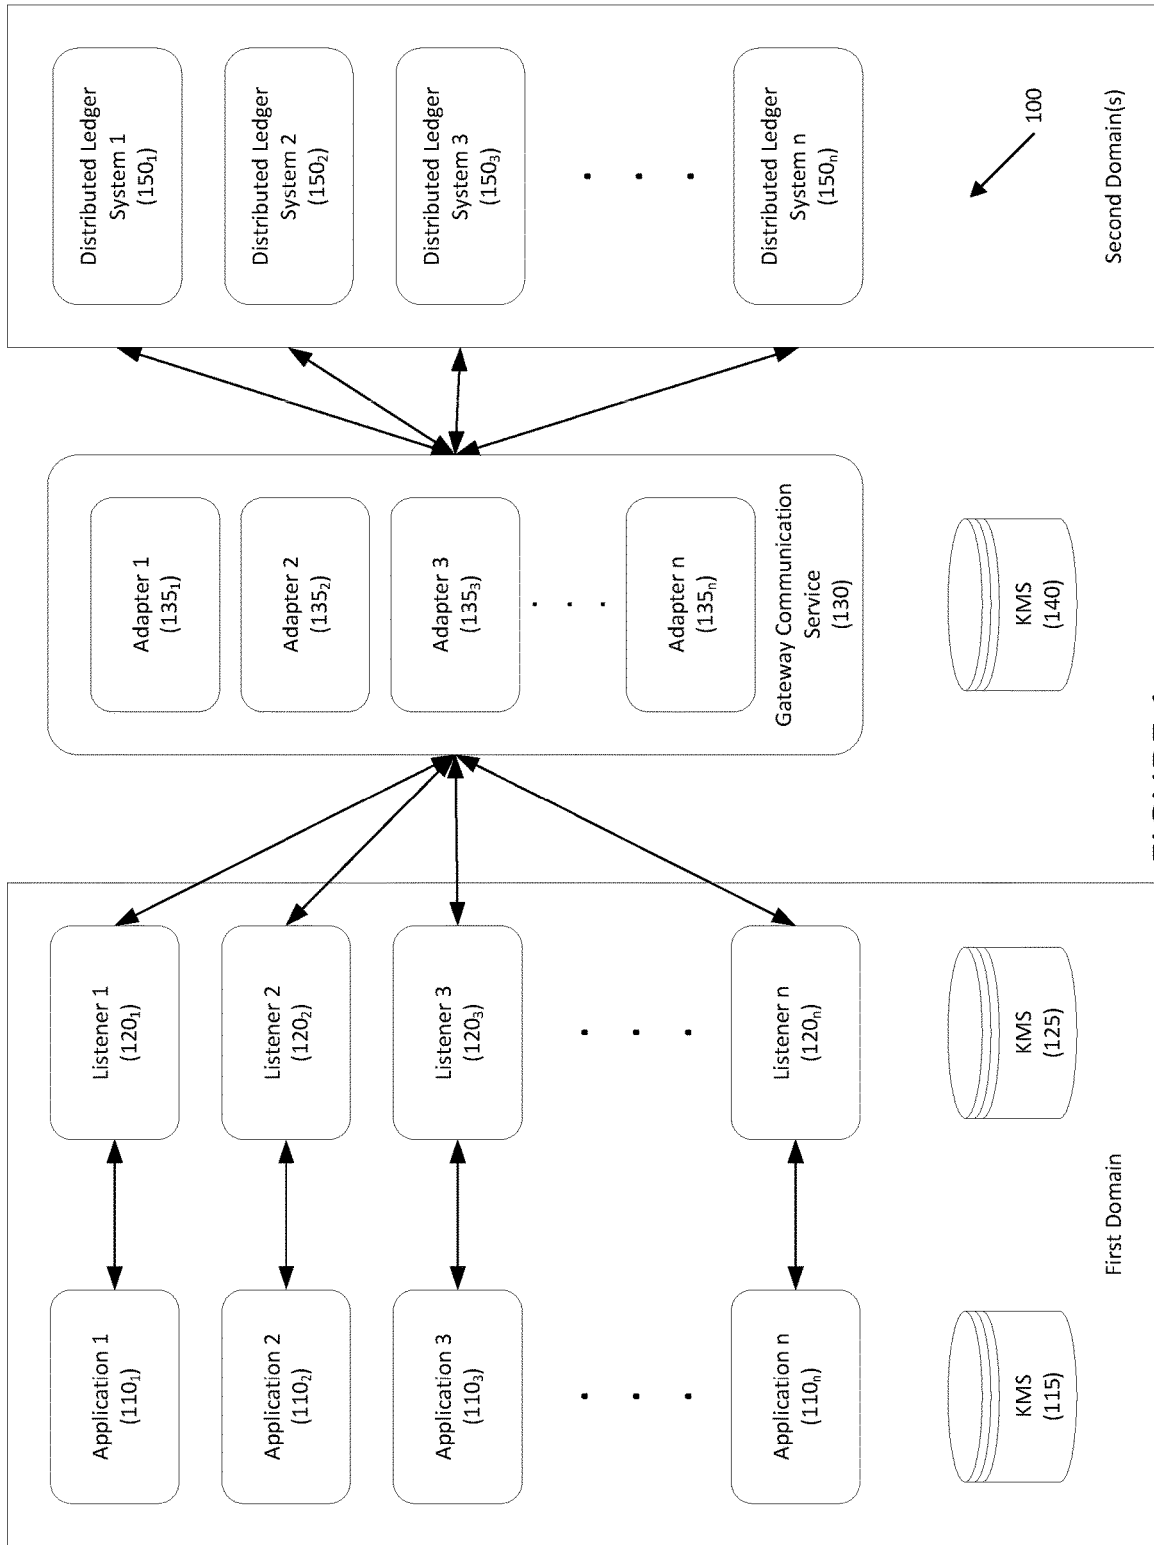 Application 1
(110₁)
Application 2
(110₂)
Application 3
(110₃)
Application n
(110ₙ)
KMS
(115)
Listener 1
(120₁)
Listener 2
(120₂)
Listener 3
(120₃)
Listener n
(120ₙ)
KMS
(125)
First Domain
Adapter 1
(135₁)
Adapter 2
(135₂)
Adapter 3
(135₃)
Adapter n
(135ₙ)
Gateway Communication
Service
(130)
KMS
(140)
Distributed Ledger
System 1
(150₁)
Distributed Ledger
System 2
(150₂)
Distributed Ledger
System 3
(150₃)
Distributed Ledger
System n
(150ₙ)
100
Second Domain(s)